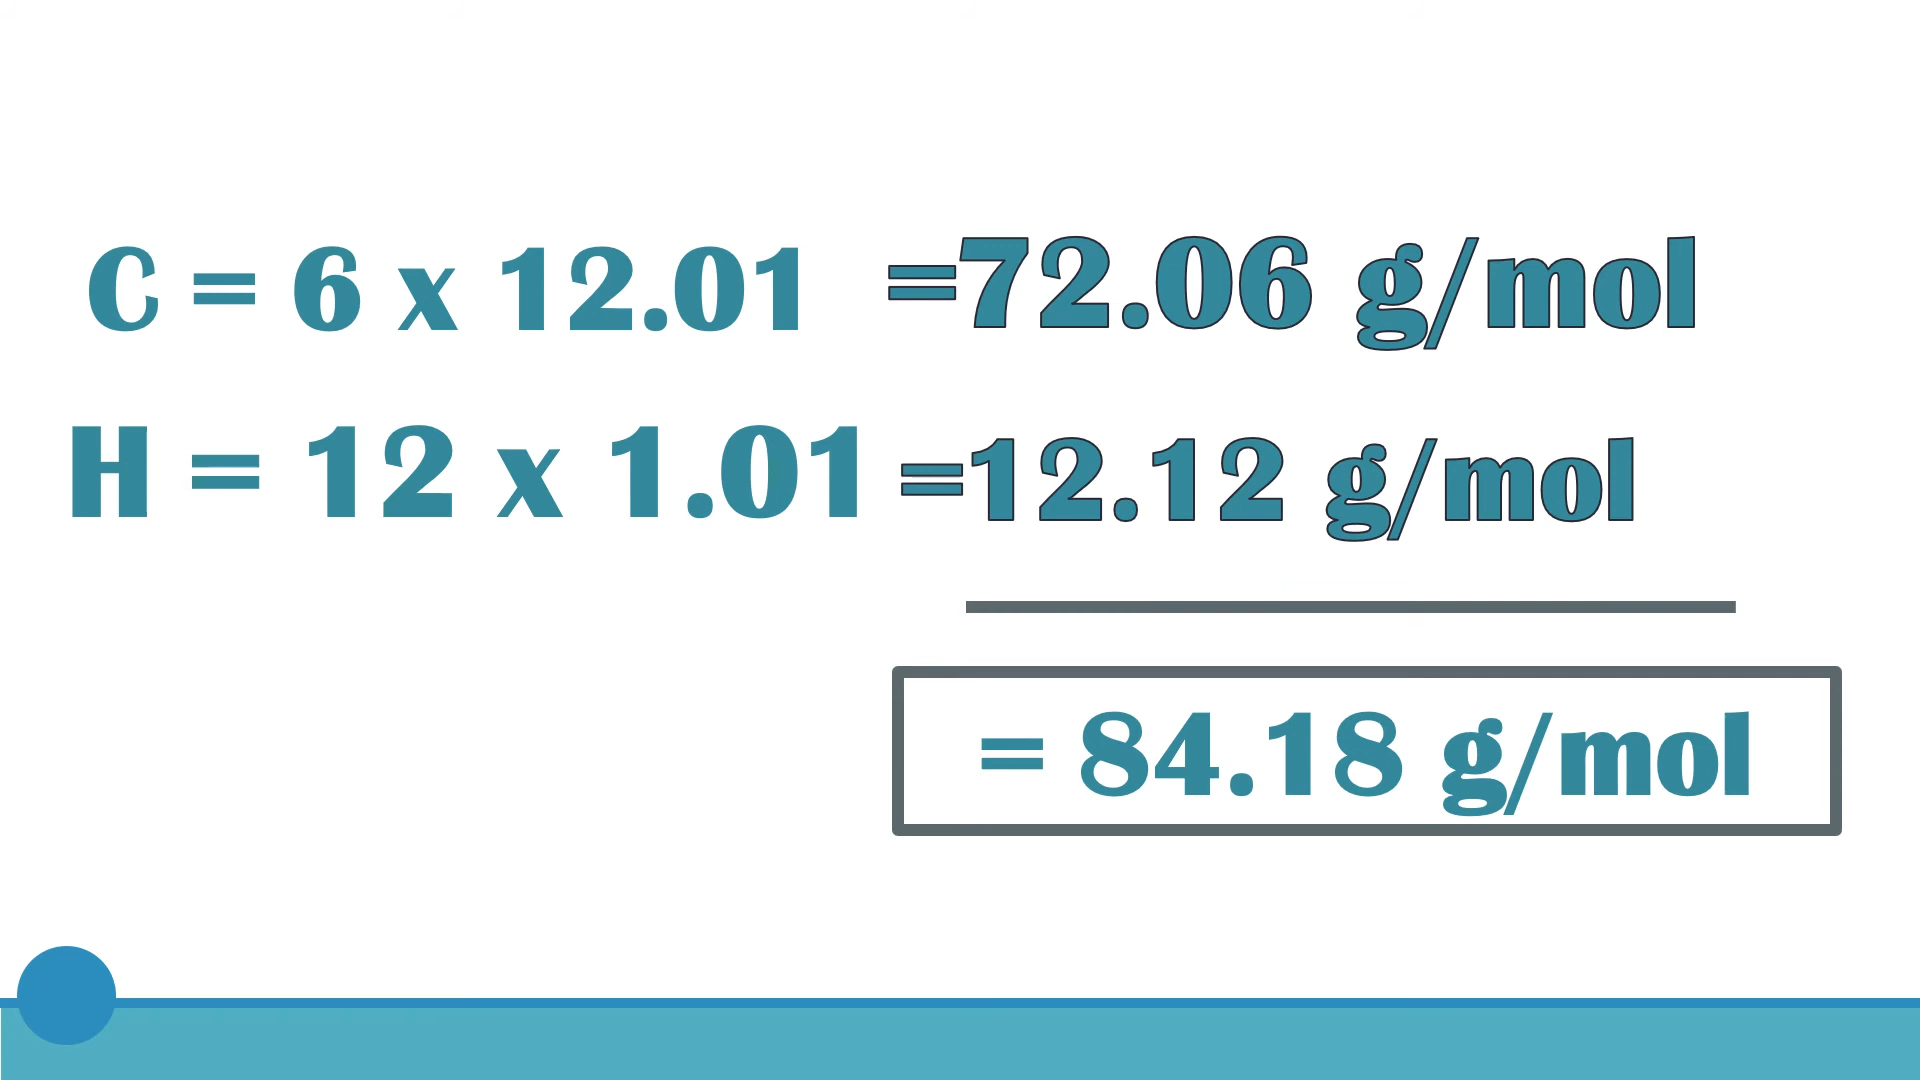 C = 6 x 12.01 =72.06 g/mol
H = 12 x 1.01 =12.12 g/mol
= 84.18 g/mol